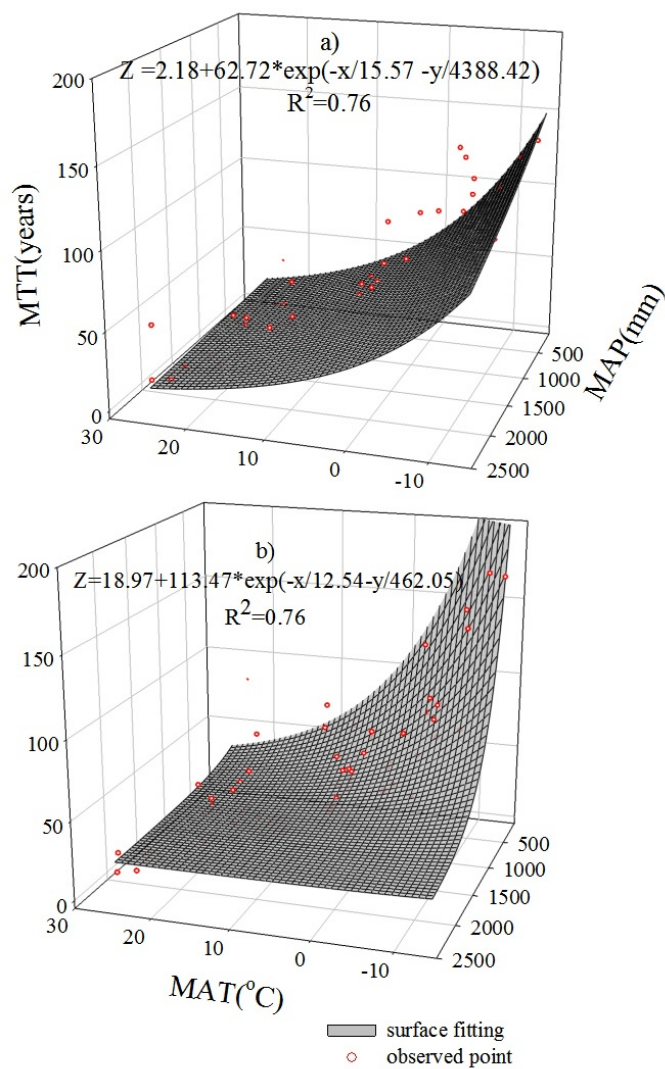 a)
Z =2.18+62.72*exp(-x/15.57 -y/4388.42)
R²=0.76
200
150
100
50
0
MTT(years)
30
20
10
0
-10
500
1000
1500
2000
2500
MAP(mm)
b)
Z=18.97+113.47*exp(-x/12.54-y/462.05)
R²=0.76
200
150
100
50
0
30
20
10
0
-10
500
1000
1500
2000
2500
MAT(°C)
surface fitting
observed point